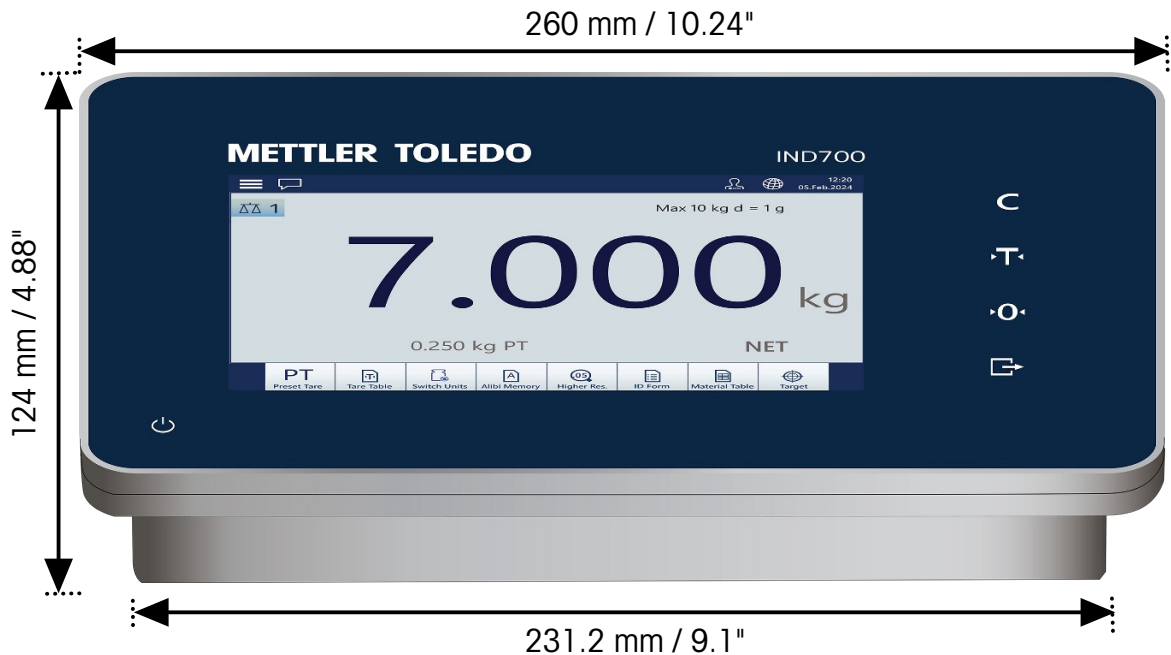 260 mm / 10.24"
METTLER TOLEDO
IND700
12:20
05.Feb.2024
1
Max 10 kg d = 1 g
7.000 kg
0.250 kg PT
NET
PT
Preset Tare
Tare Table
Switch Units
Alibi Memory
Higher Res.
ID Form
Material Table
Target
C
T
0
124 mm / 4.88"
231.2 mm / 9.1"